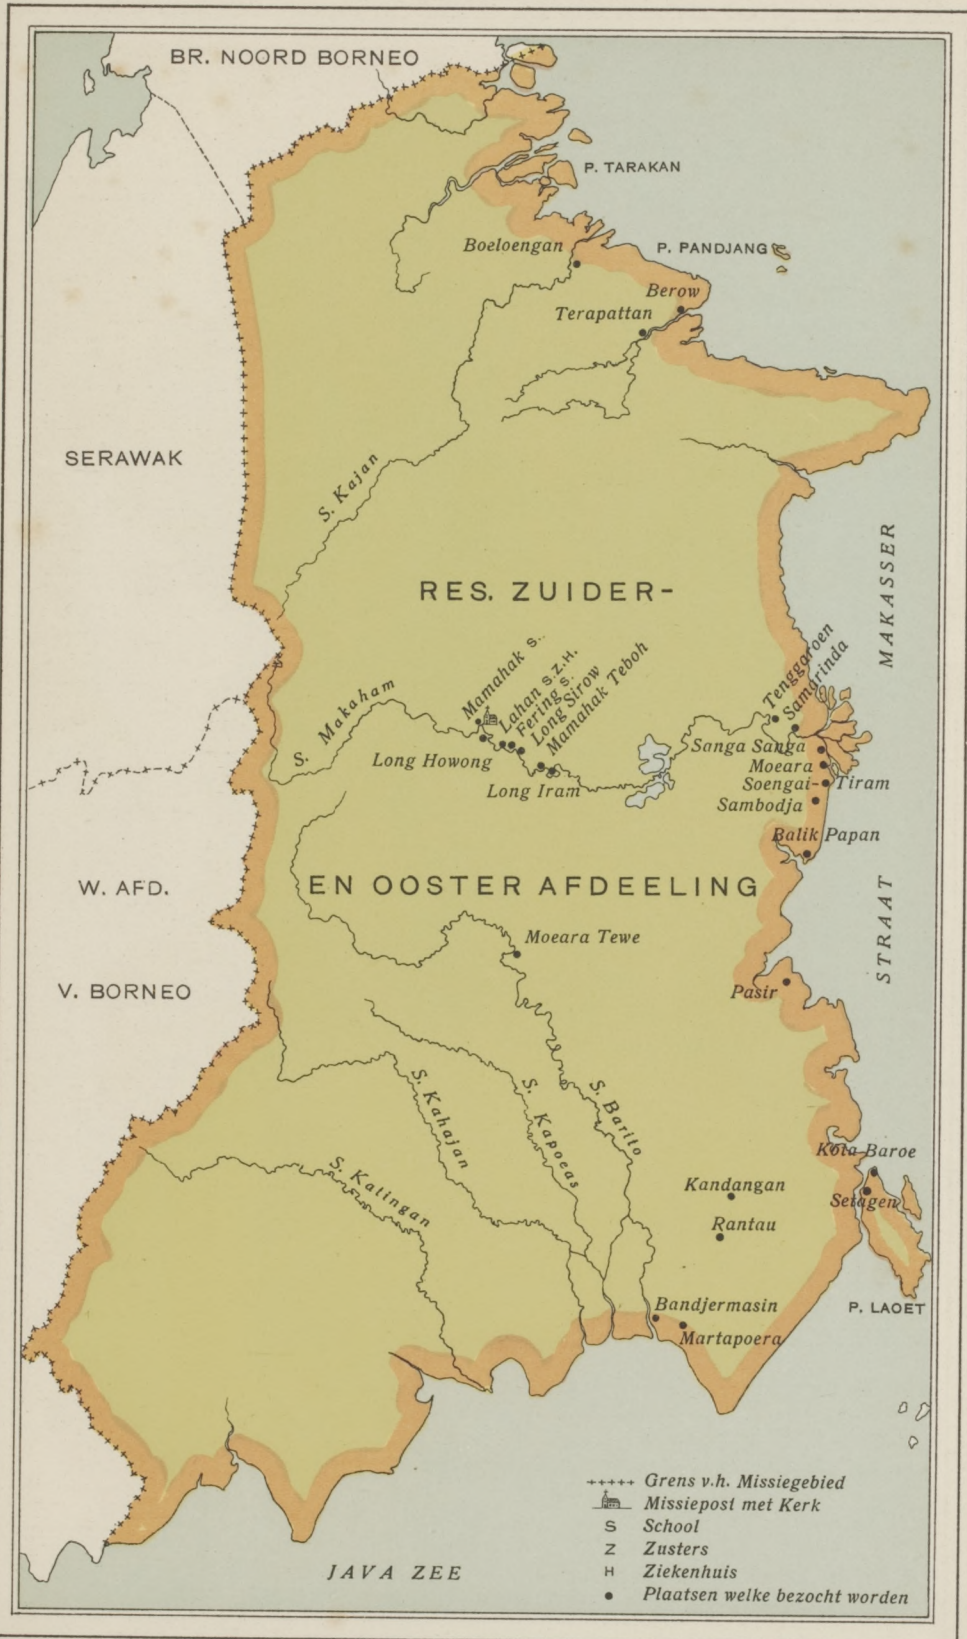 BR. NOORD BORNEO
P. TARAKAN
Boeloengan
P. PANDJANG
Berow
Terapattan
SERAWAK
S. Kajan
MAKASSER
RES. ZUIDER-
Mamahak S.
Lahan S.Z.H.
Fering S.
Long Sirow
Mamahak Teboh
Tenggaroen
Samarinda
S. Makaham
Long Howong
Long Iram
Sanga Sanga
Moeara
Soengai- Tiram
Sambodja
Balik Papan
W. AFD.
EN OOSTER AFDEELING
STRAAT
Moeara Tewe
V. BORNEO
Pasir
S. Kahajan
S. Kapoeas
S. Barito
S. Katingan
Kota Baroe
Kandangan
Setagen
Rantau
Bandjermasin
P. LAOET
Martapoera
Grens v.h. Missiegebied
Missiepost met Kerk
S School
Z Zusters
H Ziekenhuis
Plaatsen welke bezocht worden
JAVA ZEE